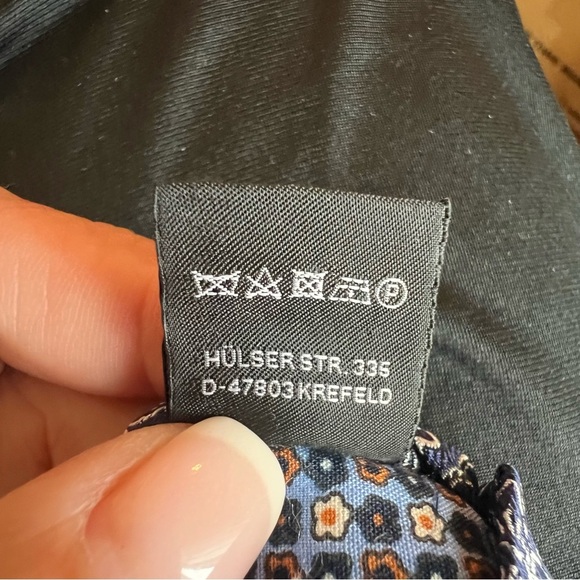 P
HÜLSER STR. 335
D-47803 KREFELD